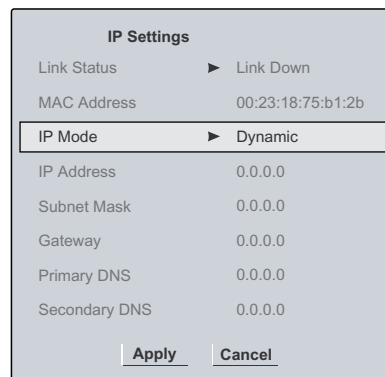 IP Settings
Link Status ► Link Down
MAC Address 00:23:18:75:b1:2b
IP Mode ► Dynamic
IP Address 0.0.0.0
Subnet Mask 0.0.0.0
Gateway 0.0.0.0
Primary DNS 0.0.0.0
Secondary DNS 0.0.0.0
Apply Cancel